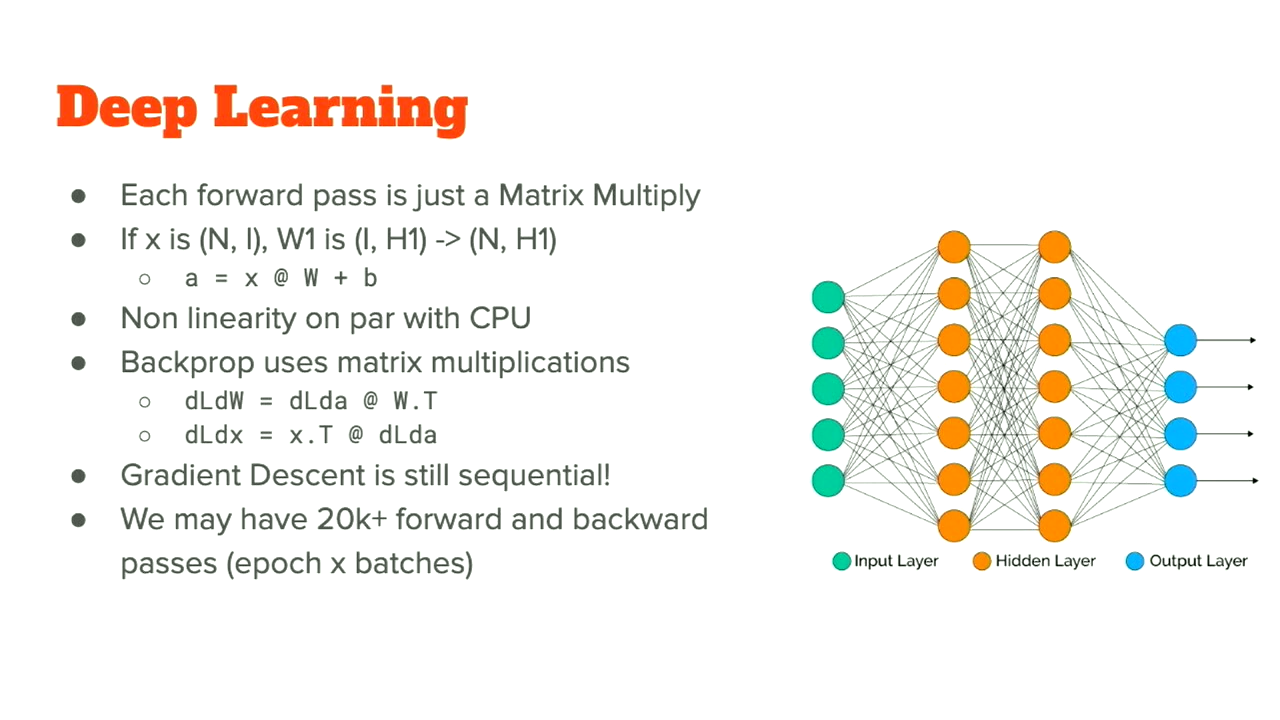 Deep Learning
● Each forward pass is just a Matrix Multiply
● If x is (N, I), W1 is (I, H1) -> (N, H1)
○ a = x @ W + b
● Non linearity on par with CPU
● Backprop uses matrix multiplications
○ dLdW = dLda @ W.T
○ dLdx = x.T @ dLda
● Gradient Descent is still sequential!
● We may have 20k+ forward and backward
passes (epoch x batches)
Input Layer Hidden Layer Output Layer